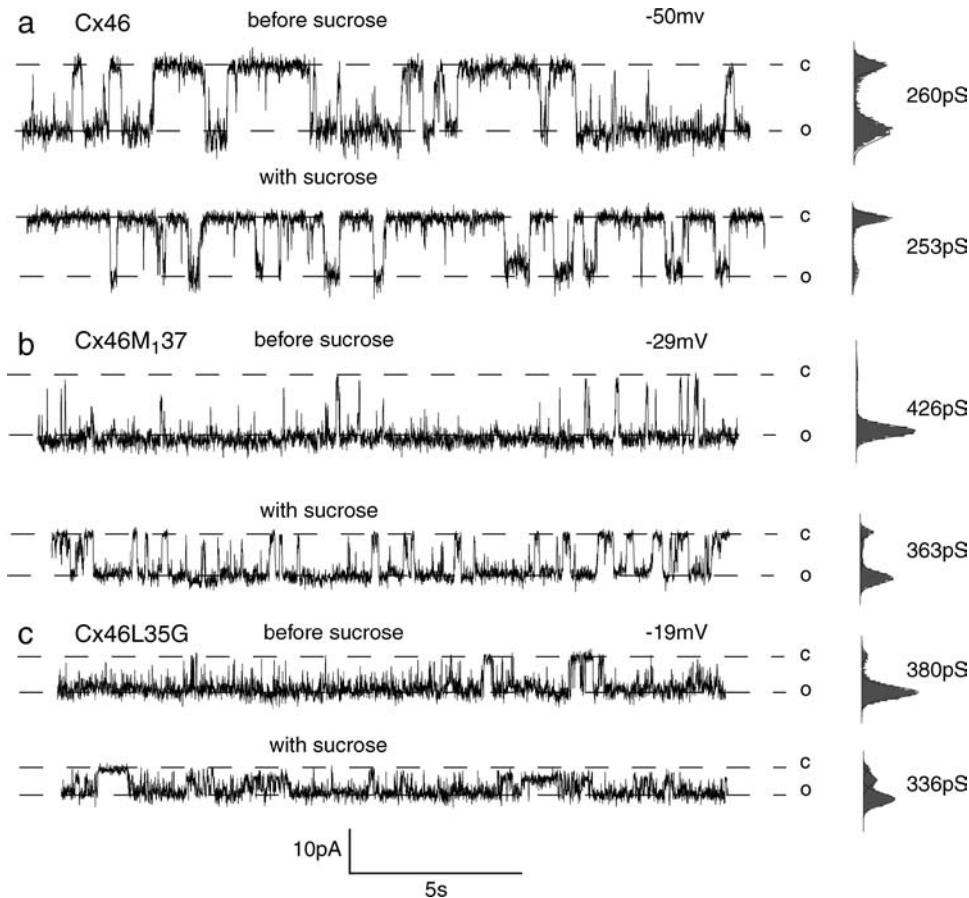 a Cx46 before sucrose -50mv
c
260pS
o
with sucrose
c
253pS
o
b Cx46M₁37 before sucrose -29mV
c
426pS
o
with sucrose
c
363pS
o
c Cx46L35G before sucrose -19mV
c
380pS
o
with sucrose
c
336pS
o
10pA
5s